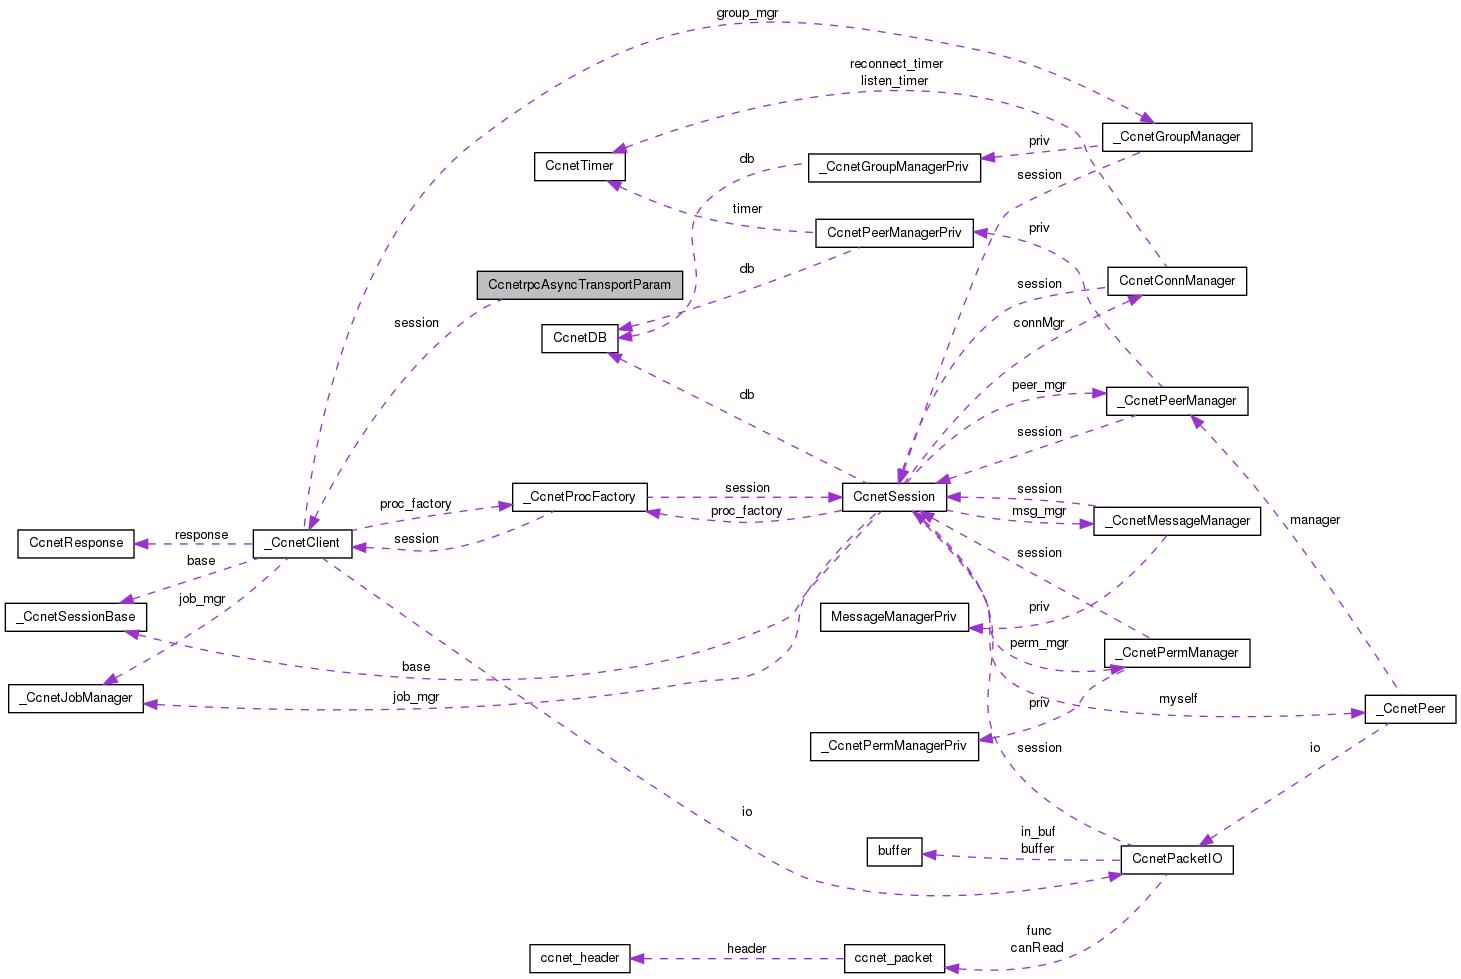 group_mgr
reconnect_timer
listen_timer
_CcnetGroupManager
priv
db
CcnetTimer
_CcnetGroupManagerPriv
session
timer
priv
CcnetPeerManagerPriv
db
CcnetrpcAsyncTransportParam
session
CcnetConnManager
session
connMgr
CcnetDB
peer_mgr
db
_CcnetPeerManager
session
session
session
CcnetSession
_CcnetProcFactory
proc_factory
proc_factory
msg_mgr
_CcnetMessageManager
manager
response
session
CcnetResponse
_CcnetClient
base
session
job_mgr
priv
_CcnetSessionBase
MessageManagerPriv
perm_mgr
_CcnetPermManager
base
job_mgr
_CcnetJobManager
priv
myself
_CcnetPeer
_CcnetPermManagerPriv
session
io
io
in_buf
buffer
buffer
CcnetPacketIO
func
canRead
header
ccnet_header
ccnet_packet